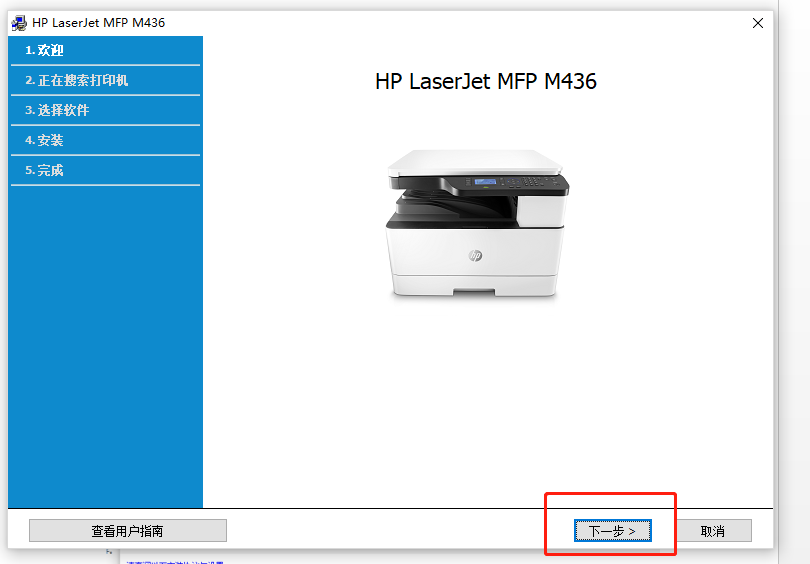 HP LaserJet MFP M436
1. 欢迎
2. 正在搜索打印机
3. 选择软件
4. 安装
5. 完成
HP LaserJet MFP M436
hp
查看用户指南
下一步 >
取消